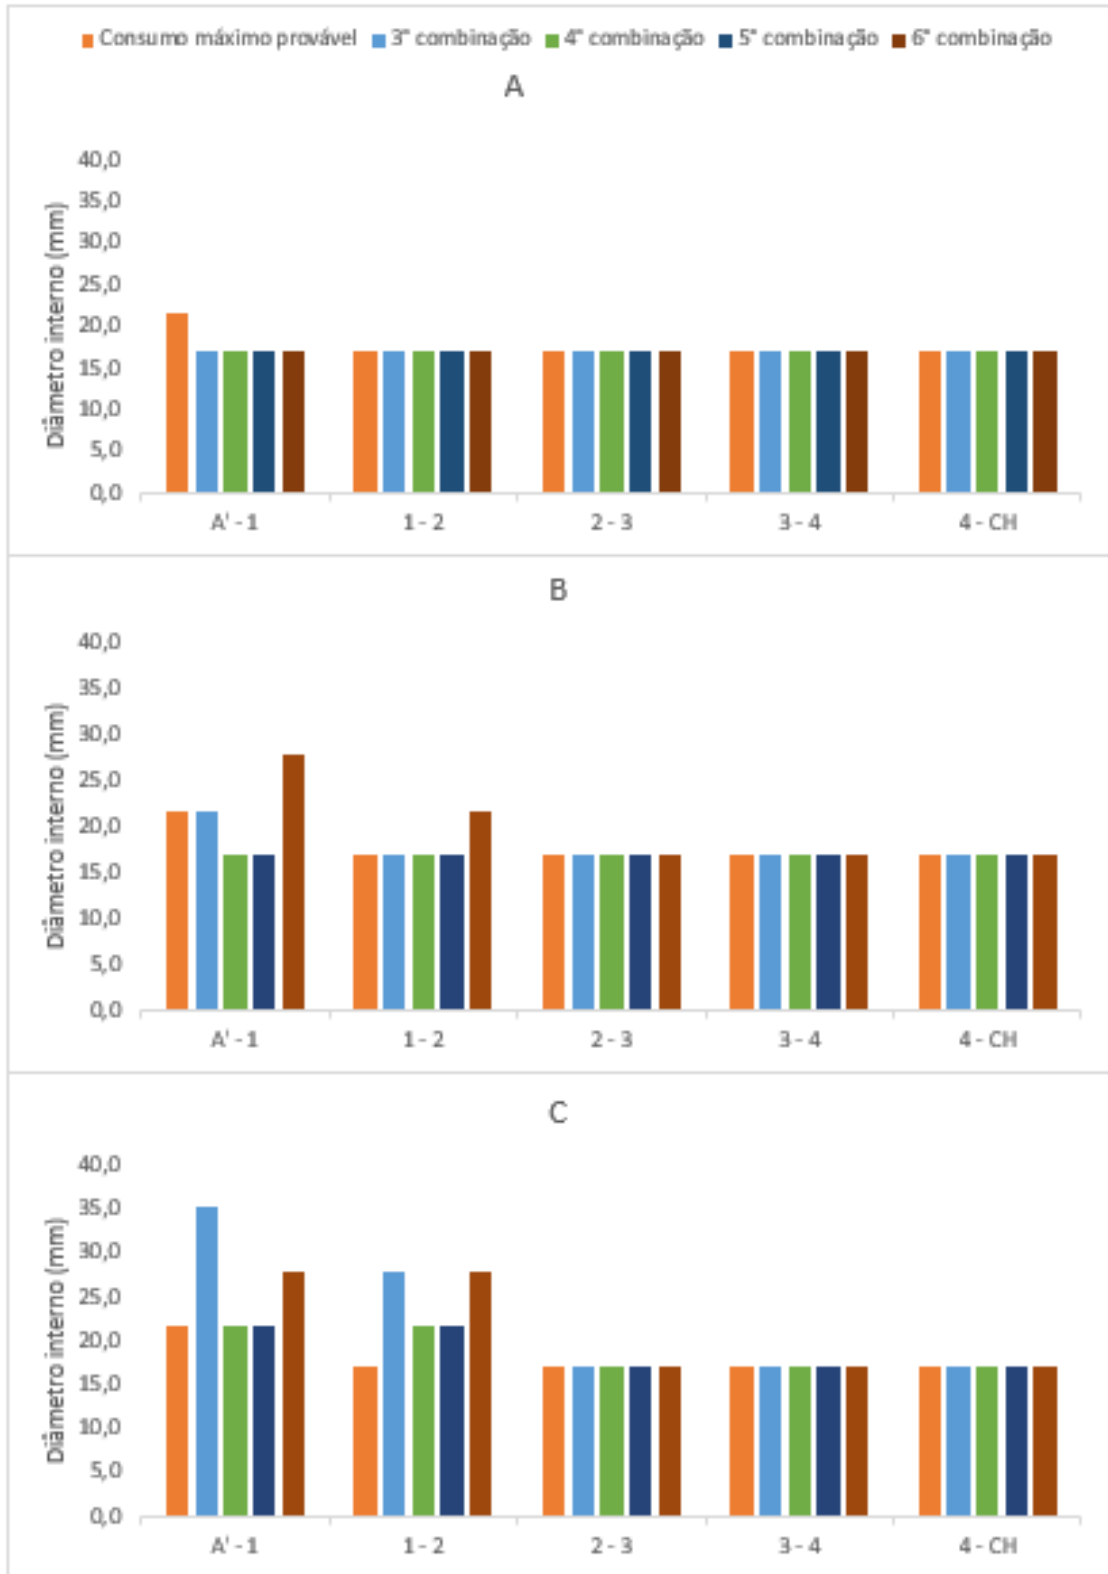 Consumo máximo provável 3° combinação 4° combinação 5° combinação 6° combinação
A
Diâmetro interno (mm)
40,0
35,0
30,0
25,0
20,0
15,0
10,0
5,0
0,0
A' - 1 1 - 2 2 - 3 3 - 4 4 - CH
B
Diâmetro interno (mm)
40,0
35,0
30,0
25,0
20,0
15,0
10,0
5,0
0,0
A' - 1 1 - 2 2 - 3 3 - 4 4 - CH
C
Diâmetro interno (mm)
40,0
35,0
30,0
25,0
20,0
15,0
10,0
5,0
0,0
A' - 1 1 - 2 2 - 3 3 - 4 4 - CH